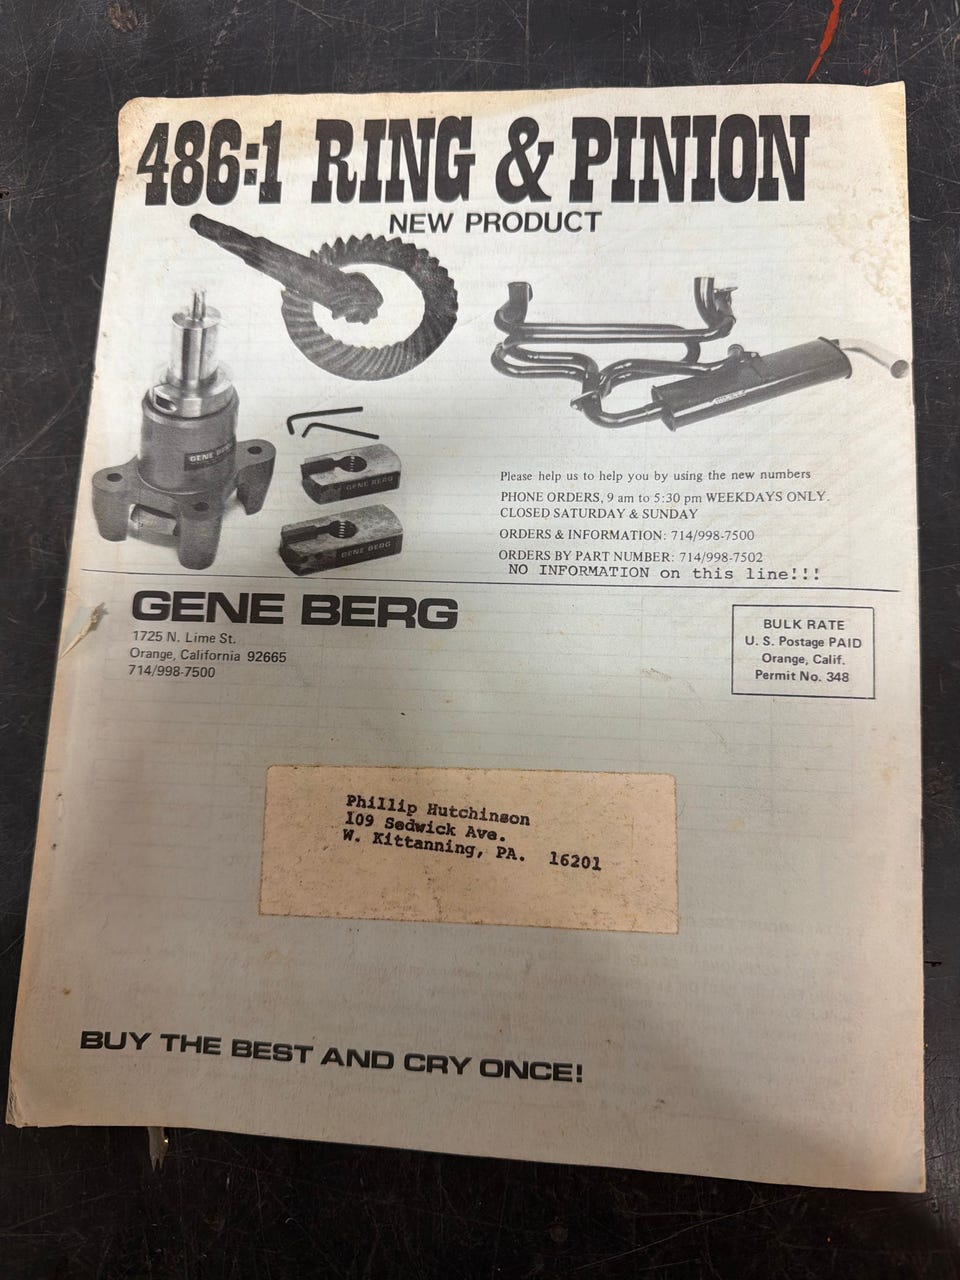 486:1 RING & PINION
NEW PRODUCT
GENE BERG
GENE BERG
GENE BERG
Please help us to help you by using the new numbers
PHONE ORDERS, 9 am to 5:30 pm WEEKDAYS ONLY.
CLOSED SATURDAY & SUNDAY
ORDERS & INFORMATION: 714/998-7500
ORDERS BY PART NUMBER: 714/998-7502
NO INFORMATION on this line!!!
GENE BERG
1725 N. Lime St.
Orange, California 92665
714/998-7500
BULK RATE
U. S. Postage PAID
Orange, Calif.
Permit No. 348
Phillip Hutchinson
109 Sedwick Ave.
W. Kittanning, PA. 16201
BUY THE BEST AND CRY ONCE!